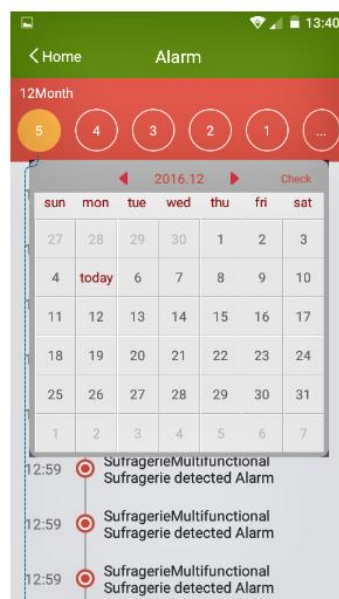 13:40
Home Alarm
12Month
5 4 3 2 1 ...
2016.12 Check
sun mon tue wed thu fri sat
27 28 29 30 1 2 3
4 today 6 7 8 9 10
11 12 13 14 15 16 17
18 19 20 21 22 23 24
25 26 27 28 29 30 31
1 2 3 4 5 6 7
SufragerieMultifunctional
12:59 Sufragerie detected Alarm
SufragerieMultifunctional
12:59 Sufragerie detected Alarm
SufragerieMultifunctional
12:59 Sufragerie detected Alarm